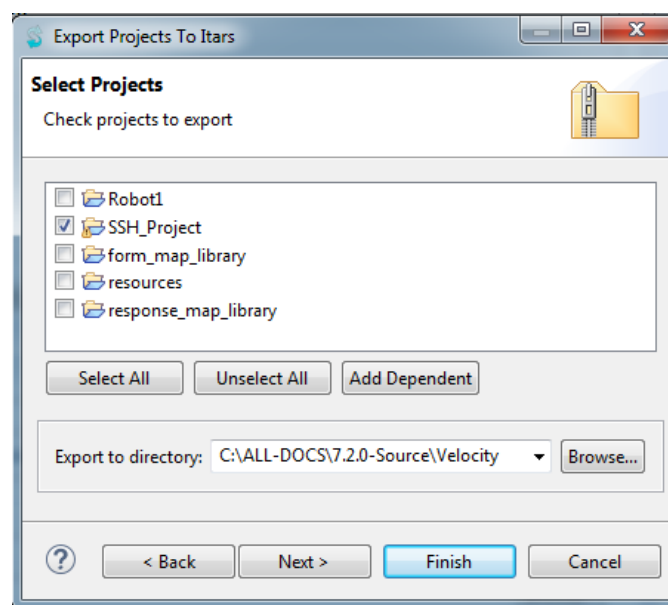 Export Projects To Itars
Select Projects
Check projects to export
Robot1
SSH_Project
form_map_library
resources
response_map_library
Select All Unselect All Add Dependent
Export to directory: C:\ALL-DOCS\7.2.0-Source\Velocity Browse...
? < Back Next > Finish Cancel